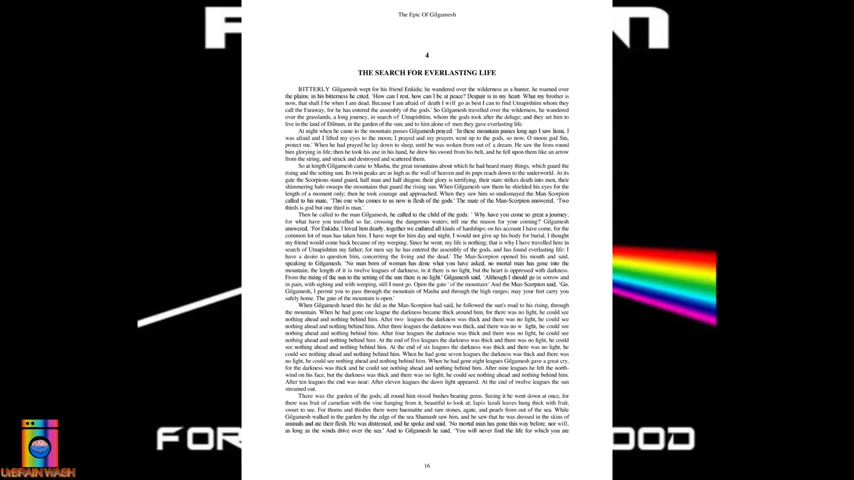 The Epic Of Gilgamesh
4
THE SEARCH FOR EVERLASTING LIFE
BITTERLY Gilgamesh wept for his friend Enkidu; he wandered over the wilderness as a hunter, he roamed over
the plains; in his bitterness he cried, 'How can I rest, how can I be at peace? Despair is in my heart. What my brother is
now, that shall I be when I am dead. Because I am afraid of death I will go as best I can to find Utnapishtim whom they
call the Faraway, for he has entered the assembly of the gods.' So Gilgamesh travelled over the wilderness, he wandered
over the grasslands, a long journey, in search of Utnapishtim, whom the gods took after the deluge; and they set him to
live in the land of Dilmun, in the garden of the sun; and to him alone of men they gave everlasting life.
At night when he came to the mountain passes Gilgamesh prayed: 'In these mountain passes long ago I saw lions, I
was afraid and I lifted my eyes to the moon; I prayed and my prayers went up to the gods, so now, O moon god Sin,
protect me.' When he had prayed he lay down to sleep, until he was woken from out of a dream. He saw the lions round
him glorying in life; then he took his axe in his hand, he drew his sword from his belt, and he fell upon them like an arrow
from the string, and struck and destroyed and scattered them.
So at length Gilgamesh came to Mashu, the great mountains about which he had heard many things, which guard the
rising and the setting sun. Its twin peaks are as high as the wall of heaven and its paps reach down to the underworld. At its
gate the Scorpions stand guard, half man and half dragon; their glory is terrifying, their stare strikes death into men, their
shimmering halo sweeps the mountains that guard the rising sun. When Gilgamesh saw them he shielded his eyes for the
length of a moment only; then he took courage and approached. When they saw him so undismayed the Man-Scorpion
called to his mate, 'This one who comes to us now is flesh of the gods.' The mate of the Man-Scorpion answered, 'Two
thirds is god but one third is man.'
Then he called to the man Gilgamesh, he called to the child of the gods: ' Why have you come so great a journey;
for what have you travelled so far, crossing the dangerous waters; tell me the reason for your coming?' Gilgamesh
answered, 'For Enkidu; I loved him dearly, together we endured all kinds of hardships; on his account I have come, for the
common lot of man has taken him. I have wept for him day and night, I would not give up his body for burial, I thought
my friend would come back because of my weeping. Since he went, my life is nothing; that is why I have travelled here in
search of Utnapishtim my father; for men say he has entered the assembly of the gods, and has found everlasting life: I
have a desire to question him, concerning the living and the dead.' The Man-Scorpion opened his mouth and said,
speaking to Gilgamesh, 'No man born of woman has done what you have asked, no mortal man has gone into the
mountain; the length of it is twelve leagues of darkness; in it there is no light, but the heart is oppressed with darkness.
From the rising of the sun to the setting of the sun there is no light.' Gilgamesh said, 'Although I should go in sorrow and
in pain, with sighing and with weeping, still I must go. Open the gate ' of the mountain:' And the Man-Scorpion said, 'Go,
Gilgamesh, I permit you to pass through the mountain of Mashu and through the high ranges; may your feet carry you
safely home. The gate of the mountain is open.'
When Gilgamesh heard this he did as the Man-Scorpion had said, he followed the sun's road to his rising, through
the mountain. When he had gone one league the darkness became thick around him, for there was no light, he could see
nothing ahead and nothing behind him. After two leagues the darkness was thick and there was no light, he could see
nothing ahead and nothing behind him. After three leagues the darkness was thick, and there was no light, he could see
nothing ahead and nothing behind him. After four leagues the darkness was thick and there was no light, he could see
nothing ahead and nothing behind him. At the end of five leagues the darkness was thick and there was no light, he could
see nothing ahead and nothing behind him. At the end of six leagues the darkness was thick and there was no light, he
could see nothing ahead and nothing behind him. When he had gone seven leagues the darkness was thick and there was
no light, he could see nothing ahead and nothing behind him. When he had gone eight leagues Gilgamesh gave a great cry,
for the darkness was thick and he could see nothing ahead and nothing behind him. After nine leagues he felt the north-
wind on his face, but the darkness was thick and there was no light, he could see nothing ahead and nothing behind him.
After ten leagues the end was near: After eleven leagues the dawn light appeared. At the end of twelve leagues the sun
streamed out.
There was the garden of the gods; all round him stood bushes bearing gems. Seeing it he went down at once, for
there was fruit of carnelian with the vine hanging from it, beautiful to look at; lapis lazuli leaves hung thick with fruit,
sweet to see. For thorns and thistles there were haematite and rare stones, agate, and pearls from out of the sea. While
Gilgamesh walked in the garden by the edge of the sea Shamash saw him, and he saw that he was dressed in the skins of
animals and ate their flesh. He was distressed, and he spoke and said, 'No mortal man has gone this way before, nor will,
as long as the winds drive over the sea.' And to Gilgamesh he said, 'You will never find the life for which you are
16
FOR
OOD
UrBRAIN WASH